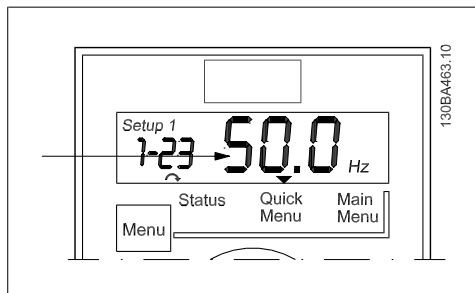 130BA463.10
Setup 1
1-23 50.0 Hz
Status Quick Menu Main Menu
Menu